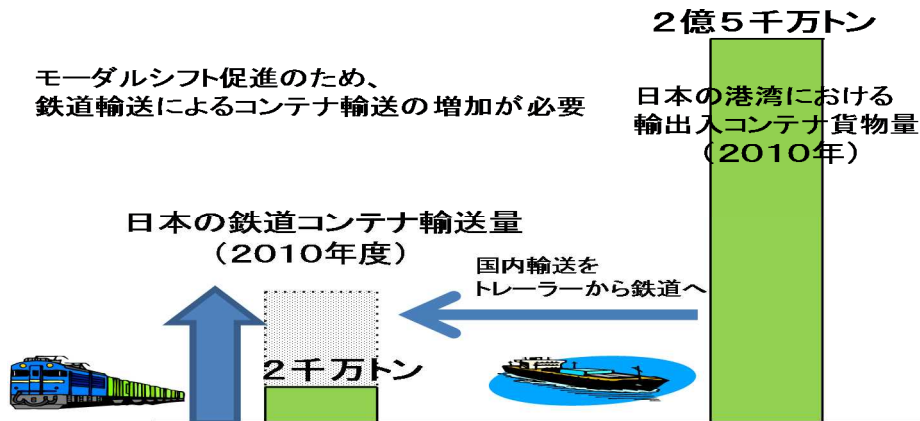 2億5千万トン
モーダルシフト促進のため、
鉄道輸送によるコンテナ輸送の増加が必要
日本の港湾における
輸出入コンテナ貨物量
（2010年）
日本の鉄道コンテナ輸送量
（2010年度）
国内輸送を
トレーラーから鉄道へ
2千万トン